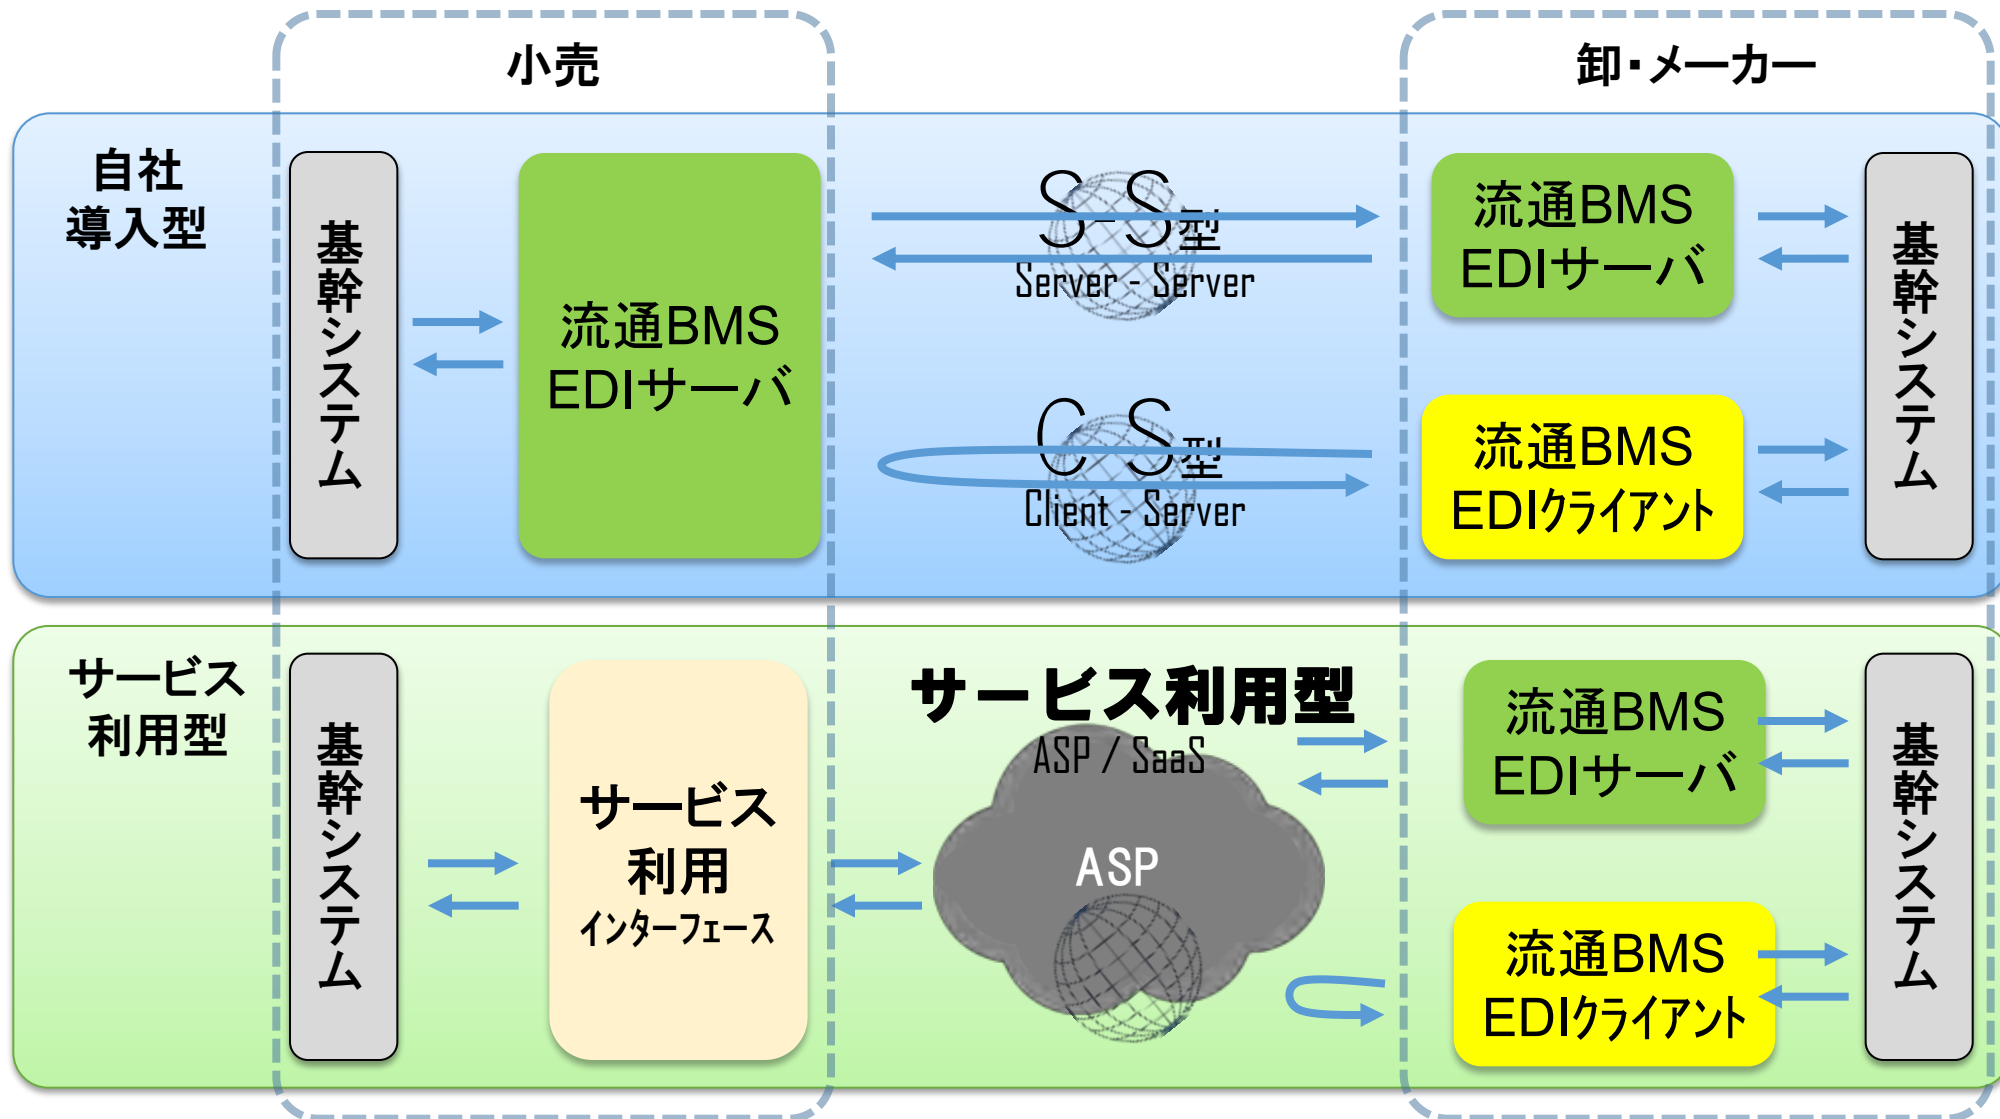 小売
卸・メーカー
自社
導入型
基幹システム
流通BMS
EDIサーバ
S-S型
Server - Server
C-S型
Client - Server
流通BMS
EDIサーバ
流通BMS
EDIクライアント
基幹システム
サービス
利用型
基幹システム
サービス
利用
インターフェース
サービス利用型
ASP / SaaS
ASP
流通BMS
EDIサーバ
流通BMS
EDIクライアント
基幹システム